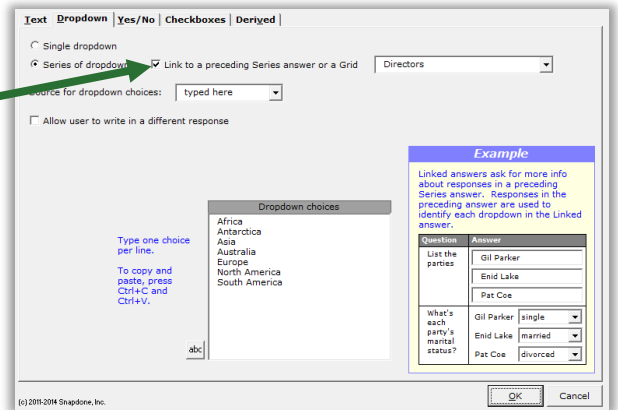 Text Dropdown Yes/No Checkboxes Derived
Single dropdown
Series of dropdown Link to a preceding Series answer or a Grid Directors
Source for dropdown choices: typed here
Allow user to write in a different response
Example
Linked answers ask for more info
about responses in a preceding
Series answer. Responses in the
preceding answer are used to
identify each dropdown in the Linked
answer.
Question Answer
List the
parties
Gil Parker
Enid Lake
Pat Coe
What's
each
party's
marital
status?
Gil Parker single
Enid Lake married
Pat Coe divorced
Dropdown choices
Africa
Antarctica
Asia
Australia
Europe
North America
South America
Type one choice
per line.
To copy and
paste, press
Ctrl+C and
Ctrl+V.
abc
(c) 2011-2014 Snapdone, Inc.
OK Cancel